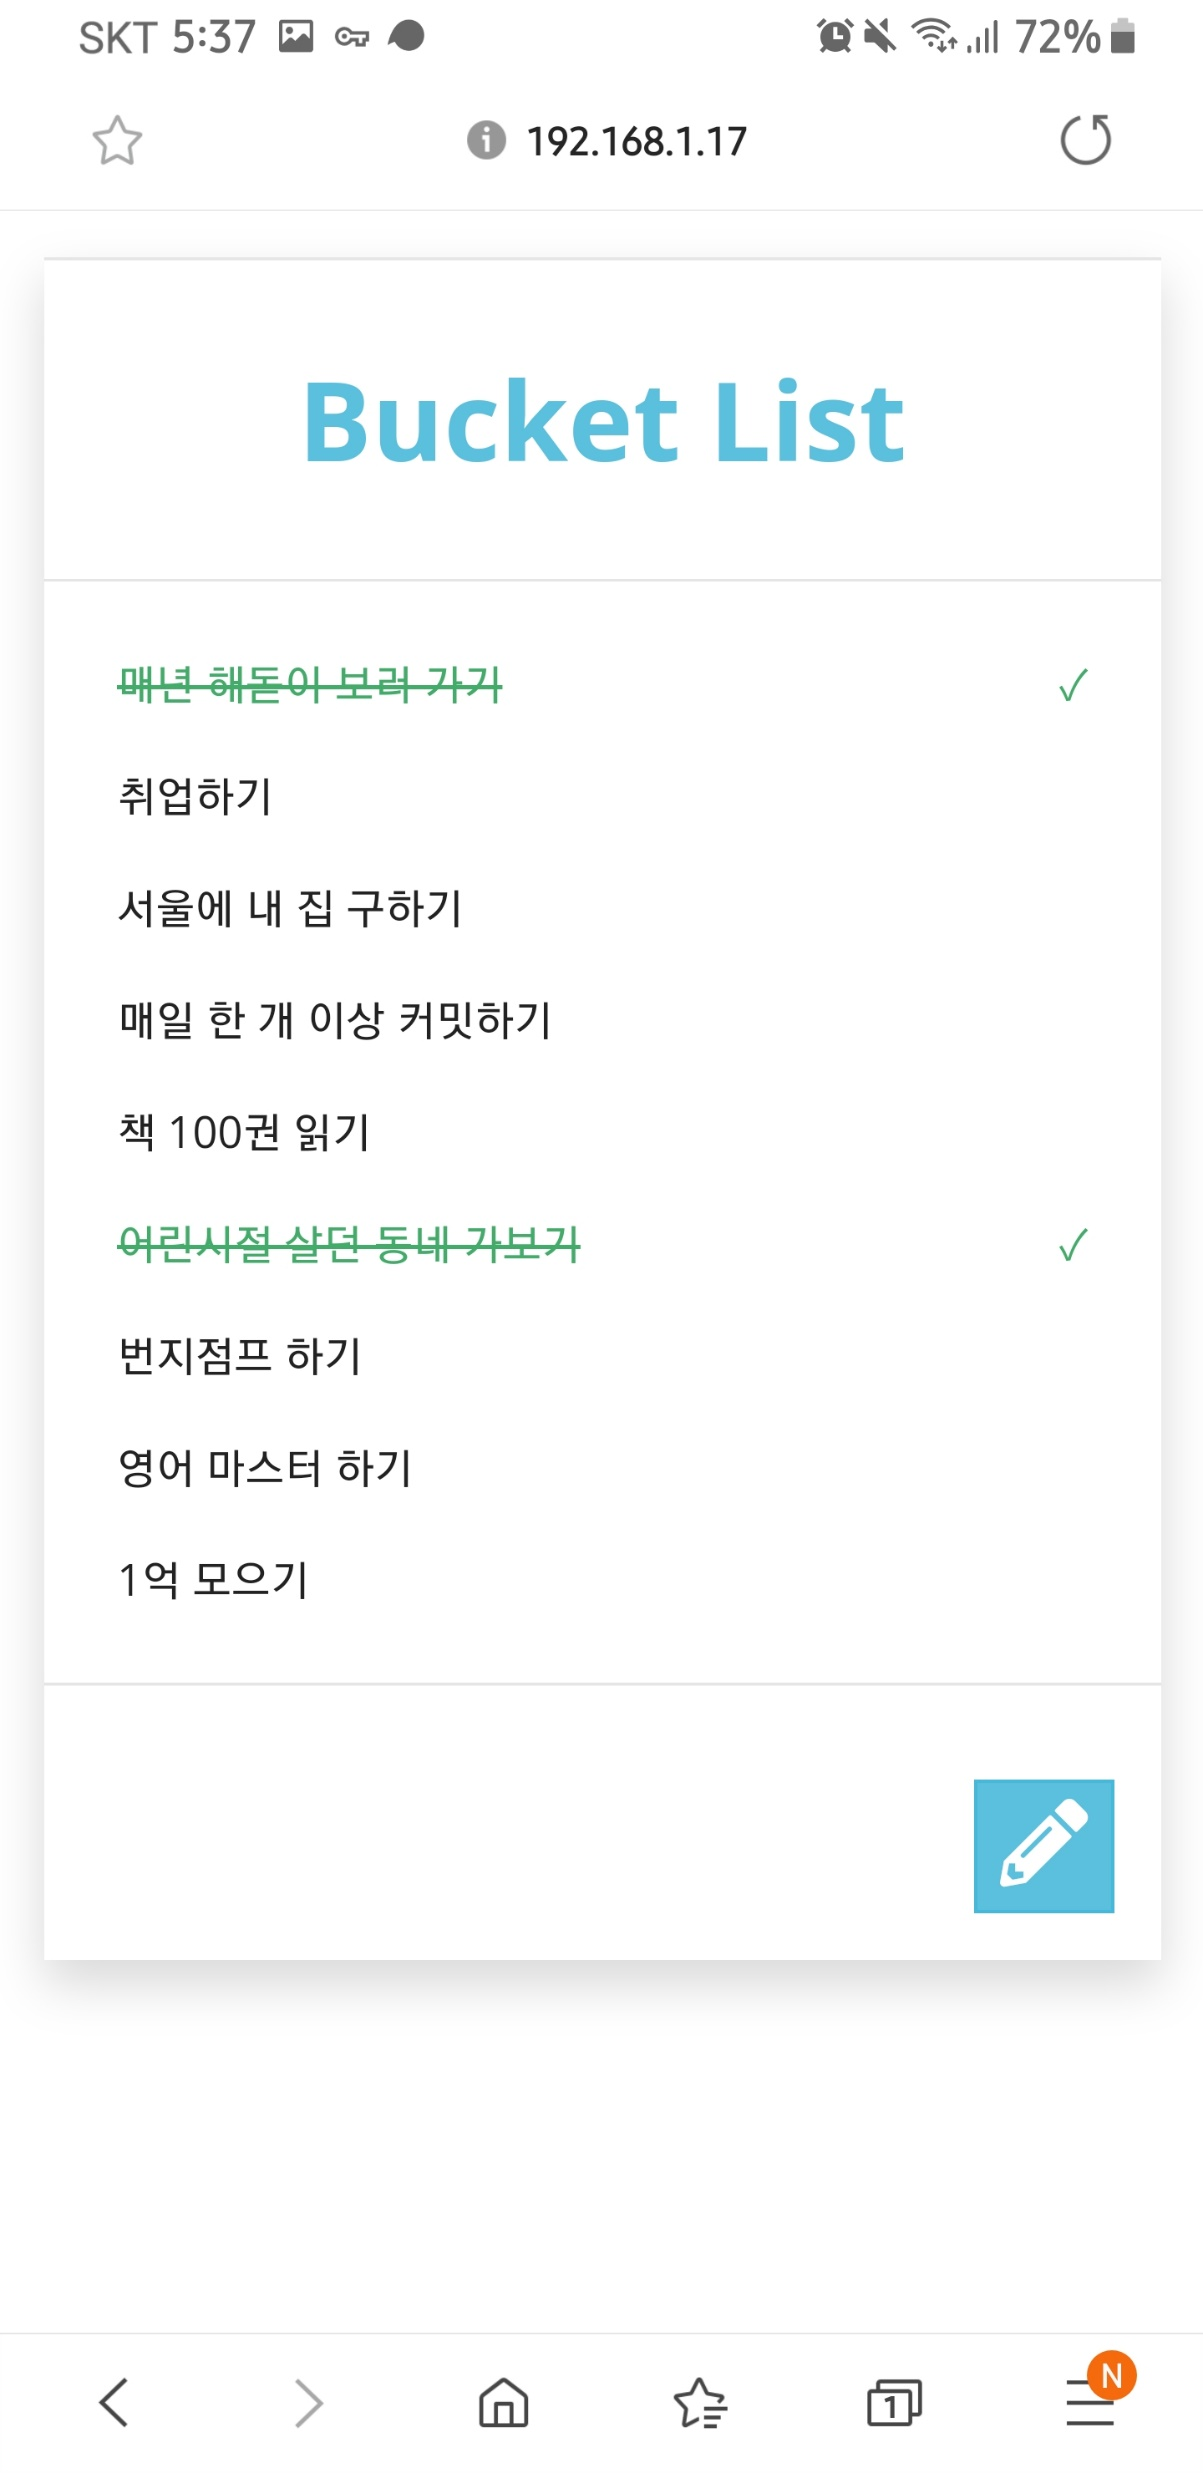 SKT 5:37 72%
192.168.1.17
Bucket List
매년 해돋이 보러 가기 ✓
취업하기
서울에 내 집 구하기
매일 한 개 이상 커밋하기
책 100권 읽기
어린시절 살던 동네 가보기 ✓
번지점프 하기
영어 마스터 하기
1억 모으기
1 N